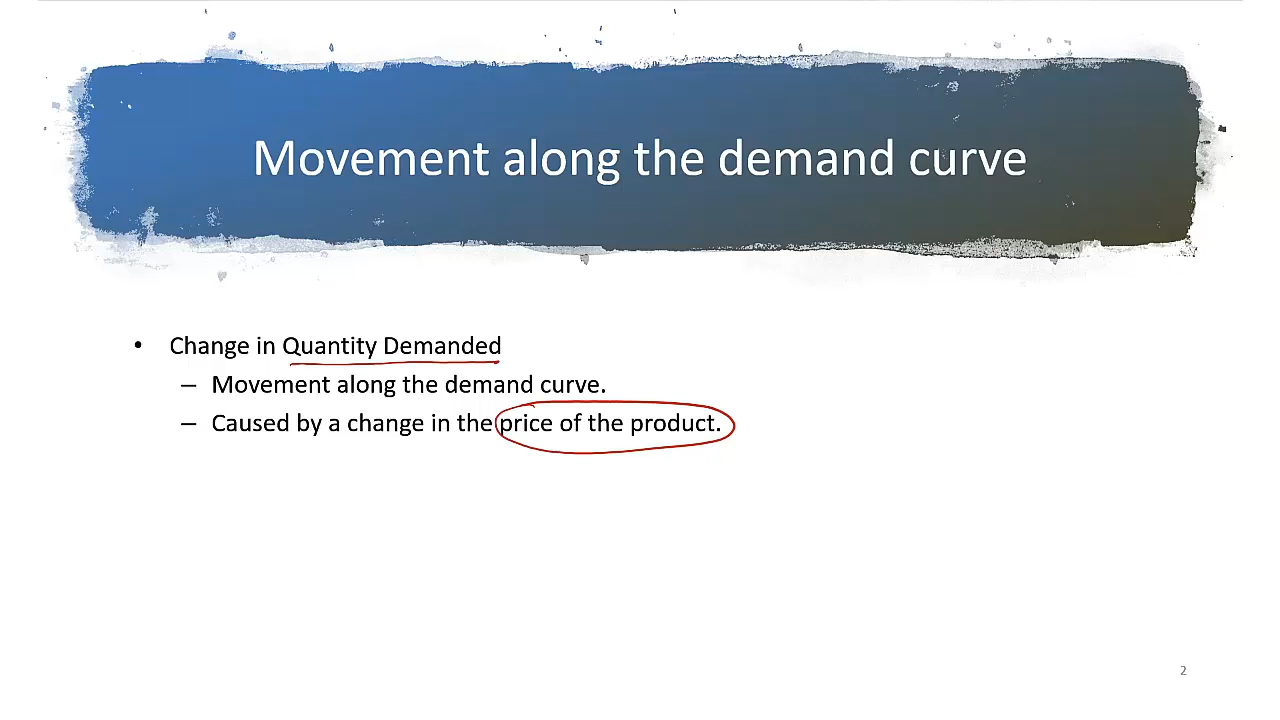 Movement along the demand curve
• Change in Quantity Demanded
– Movement along the demand curve.
– Caused by a change in the price of the product.
2